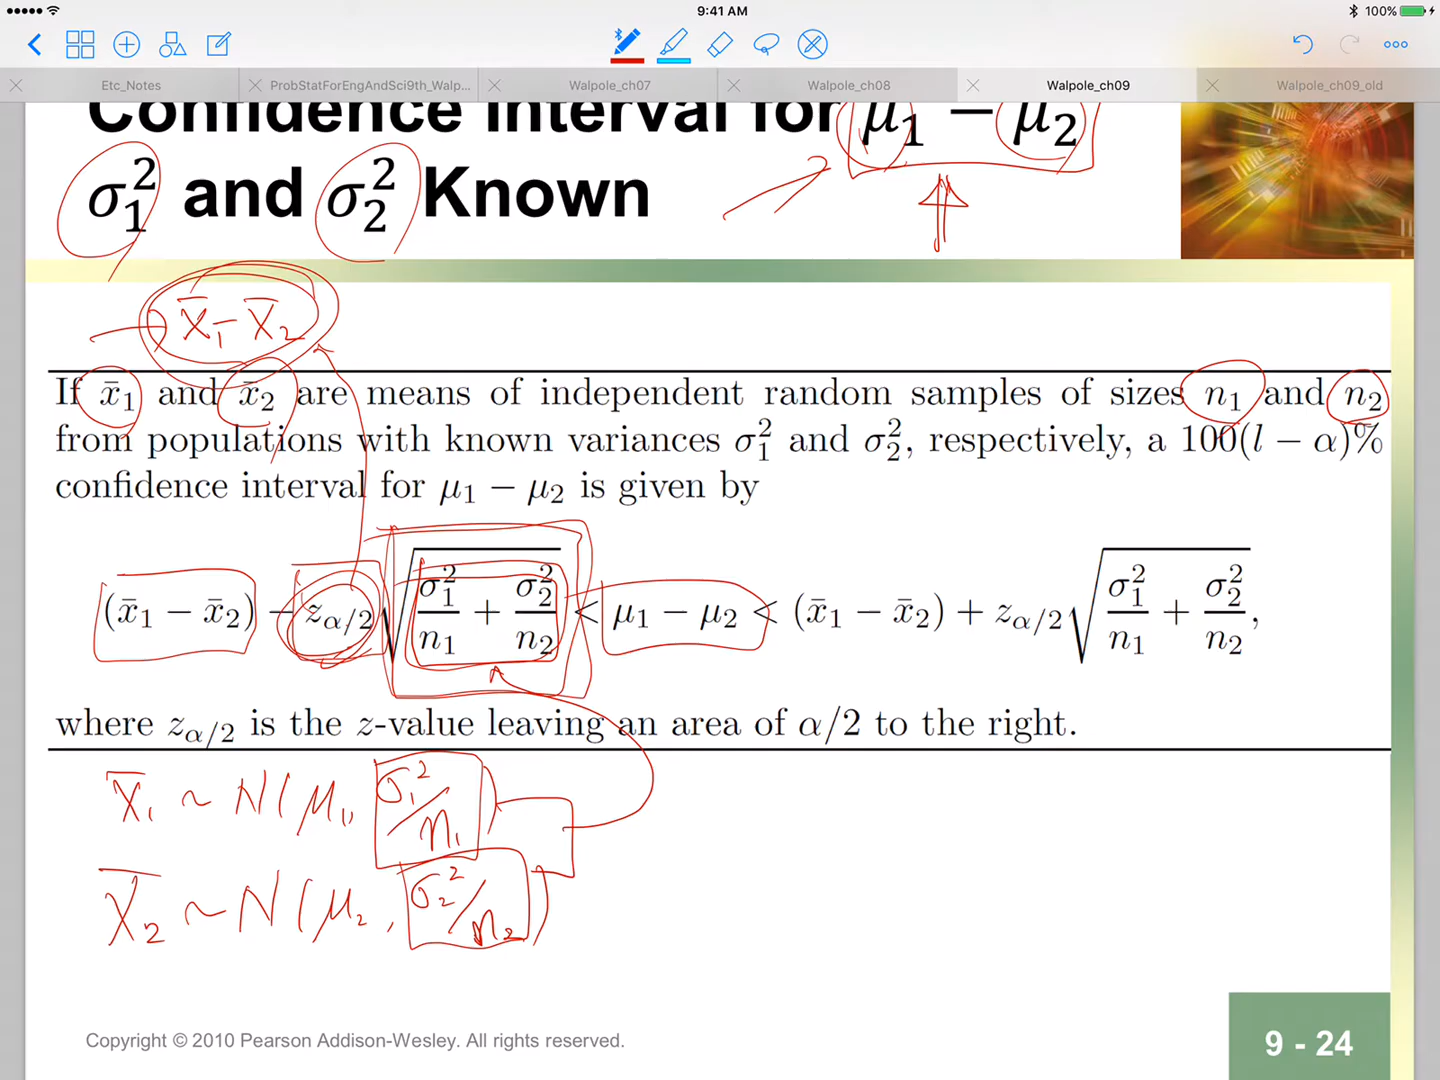 9:41 AM
100%
Etc_Notes
ProbStatForEngAndSci9th_Walp...
Walpole_ch07
Walpole_ch08
Walpole_ch09
Walpole_ch09_old
Confidence Interval for μ₁ − μ₂
σ₁² and σ₂² Known
X̄₁ − X̄₂
If x̄₁ and x̄₂ are means of independent random samples of sizes n₁ and n₂
from populations with known variances σ₁² and σ₂², respectively, a 100(l − α)%
confidence interval for μ₁ − μ₂ is given by
(x̄₁ − x̄₂) − z_{α/2} √(σ₁²/n₁ + σ₂²/n₂) < μ₁ − μ₂ < (x̄₁ − x̄₂) + z_{α/2} √(σ₁²/n₁ + σ₂²/n₂),
where z_{α/2} is the z-value leaving an area of α/2 to the right.
X̄₁ ~ N(μ₁, σ₁²/n₁)
X̄₂ ~ N(μ₂, σ₂²/n₂)
Copyright © 2010 Pearson Addison-Wesley. All rights reserved.
9 - 24